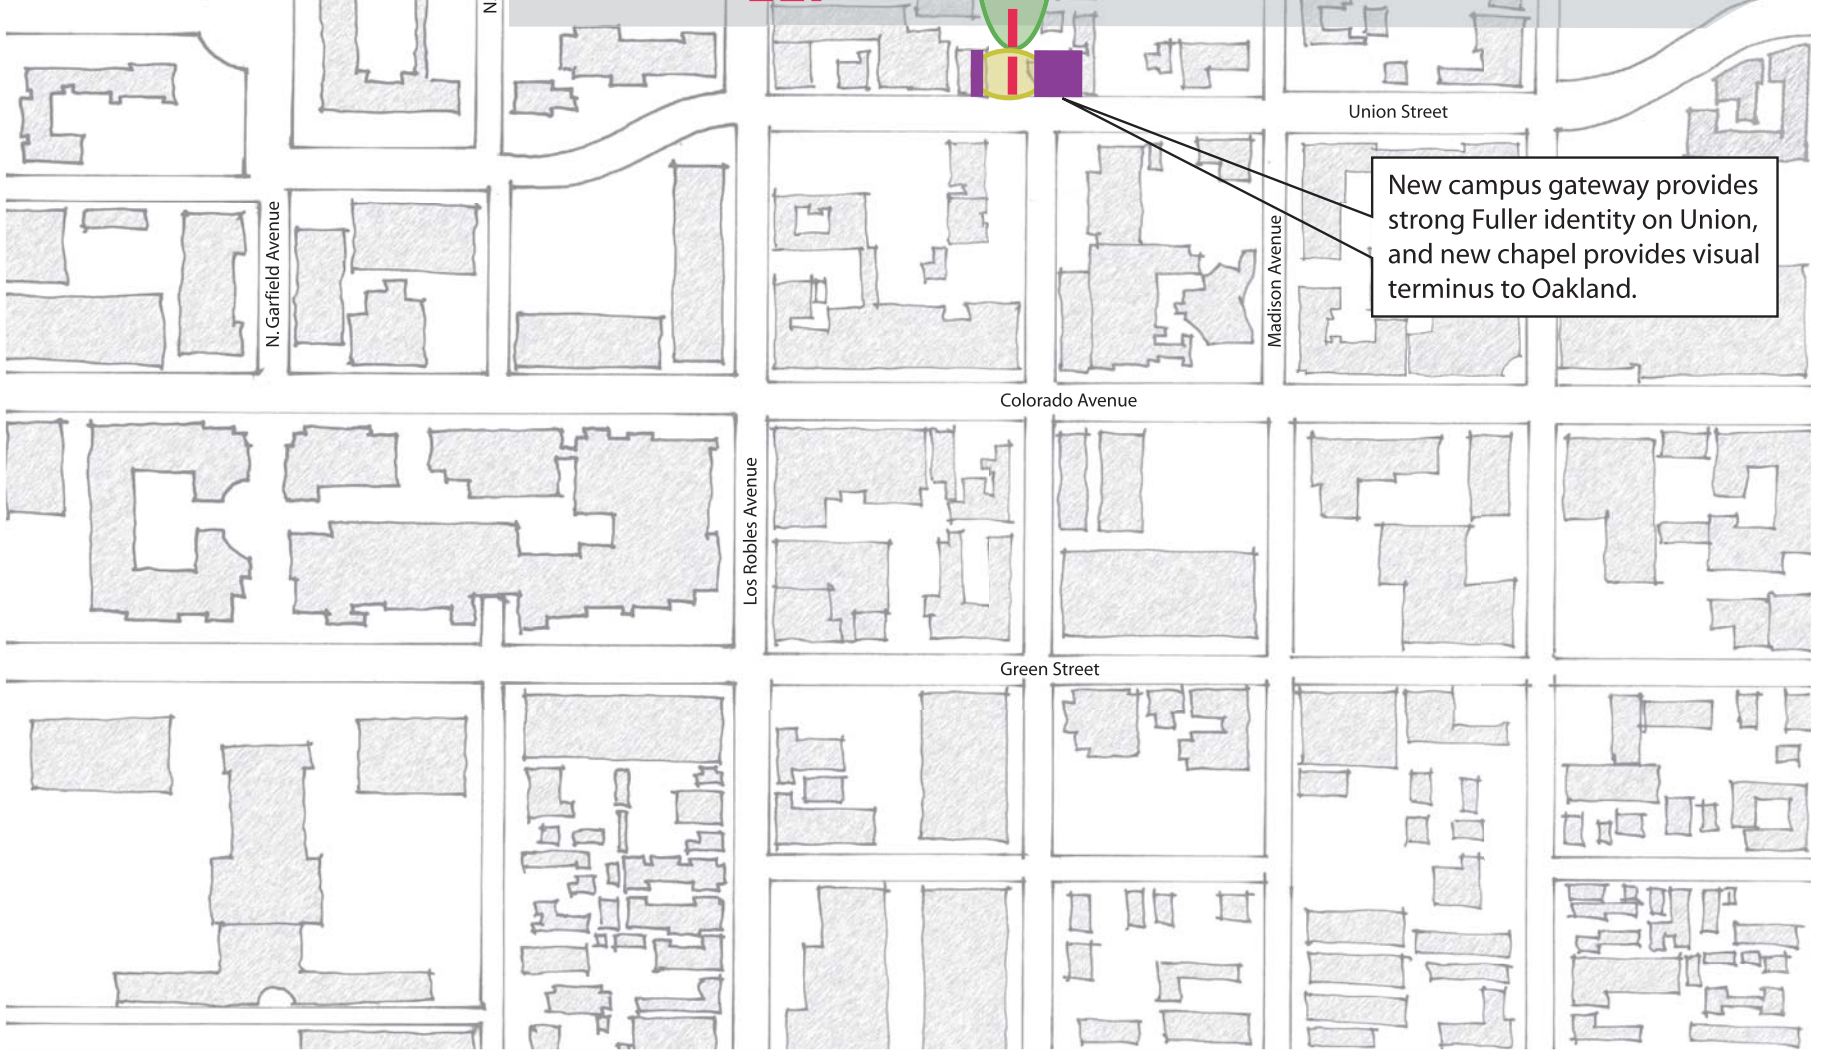 N.
Union Street
New campus gateway provides
strong Fuller identity on Union,
and new chapel provides visual
terminus to Oakland.
N. Garfield Avenue
Madison Avenue
Colorado Avenue
Los Robles Avenue
Green Street